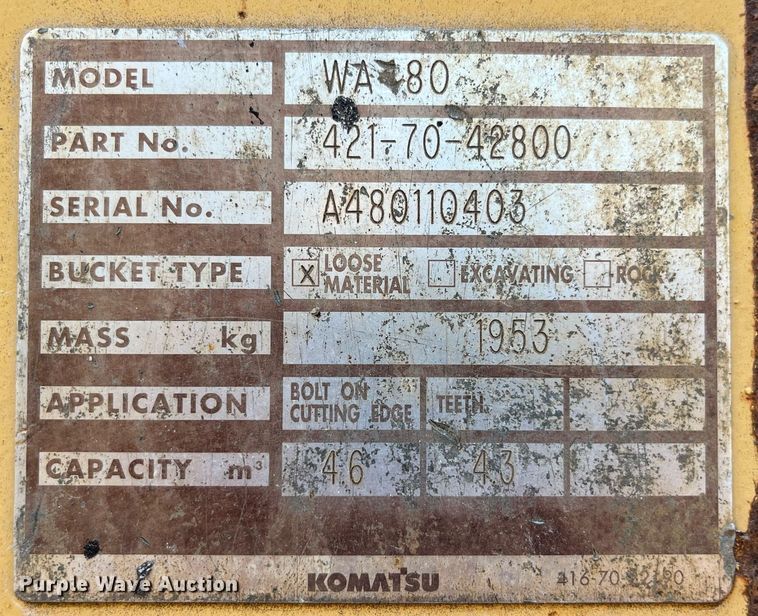 MODEL WA480
PART No. 421-70-42800
SERIAL No. A480110403
BUCKET TYPE X LOOSE MATERIAL EXCAVATING ROCK
MASS kg 1953
APPLICATION BOLT ON CUTTING EDGE TEETH
CAPACITY m³ 4.6 4.3
KOMATSU
Purple Wave Auction